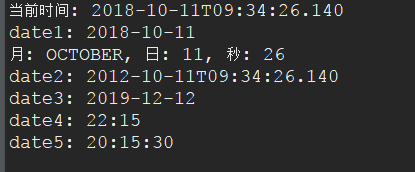 当前时间: 2018-10-11T09:34:26.140
date1: 2018-10-11
月: OCTOBER, 日: 11, 秒: 26
date2: 2012-10-11T09:34:26.140
date3: 2019-12-12
date4: 22:15
date5: 20:15:30